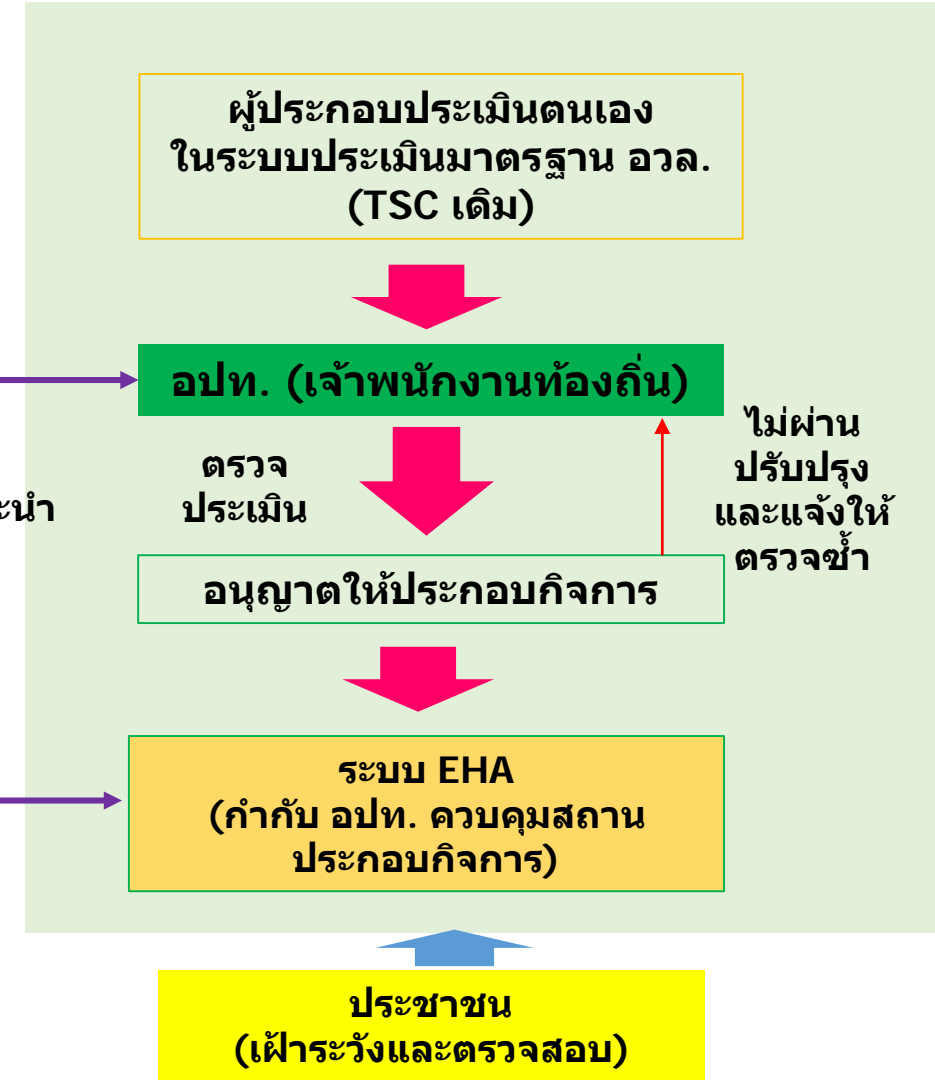 ผู้ประกอบประเมินตนเอง
ในระบบประเมินมาตรฐาน อวล.
(TSC เดิม)
อปท. (เจ้าพนักงานท้องถิ่น)
ตรวจ
ประเมิน
ไม่ผ่าน
ปรับปรุง
และแจ้งให้
ตรวจซ้ำ
อนุญาตให้ประกอบกิจการ
ระบบ EHA
(กำกับ อปท. ควบคุมสถาน
ประกอบกิจการ)
ประชาชน
(เฝ้าระวังและตรวจสอบ)